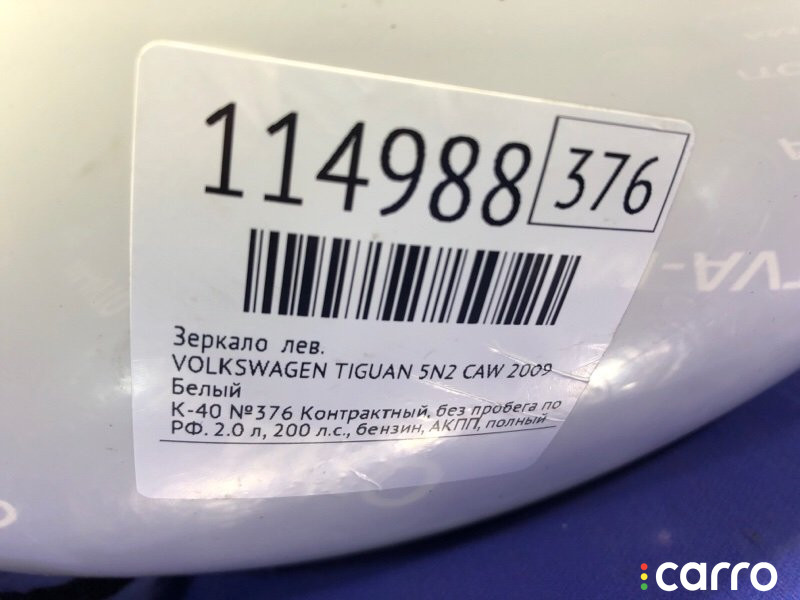 114988 376
Зеркало лев.
VOLKSWAGEN TIGUAN 5N2 CAW 2009
Белый
К-40 №376 Контрактный, без пробега по
РФ. 2.0 л, 200 л.с., бензин, АКПП, полный
carro